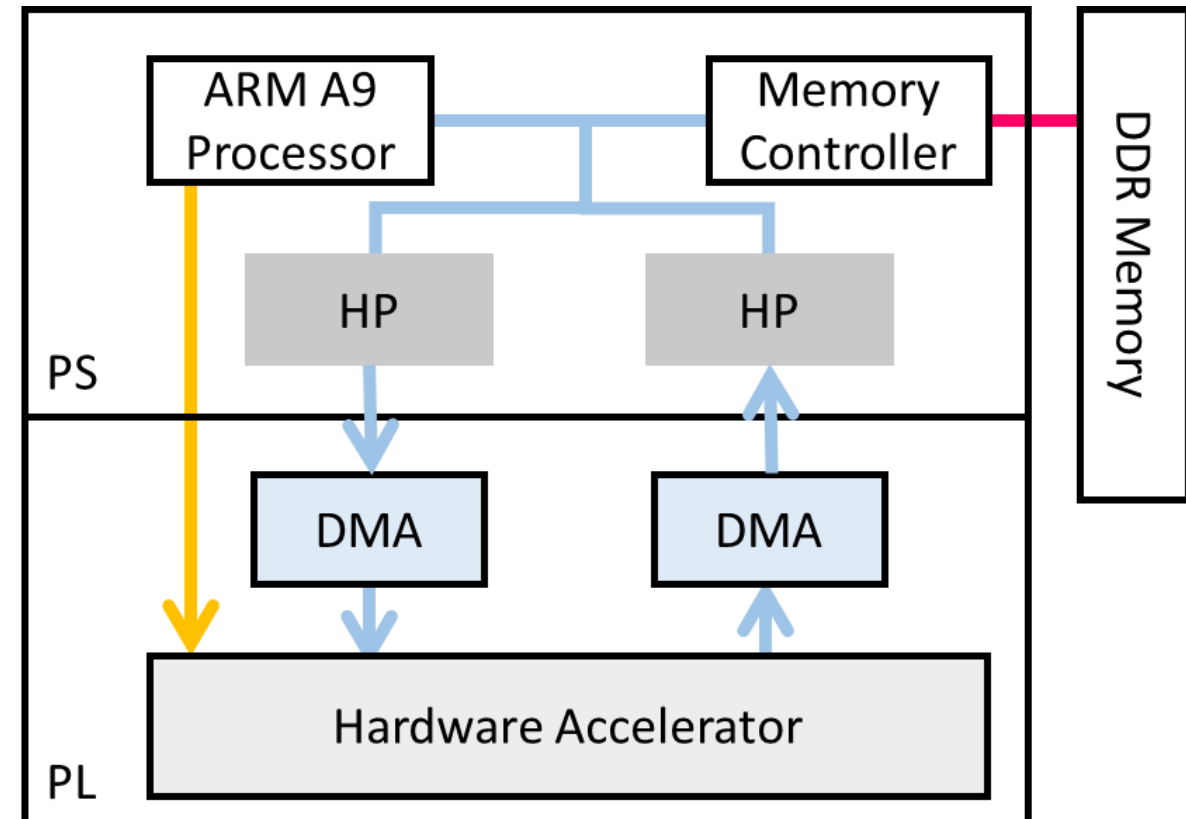 ARM A9
Processor
Memory
Controller
DDR Memory
HP
HP
PS
DMA
DMA
Hardware Accelerator
PL